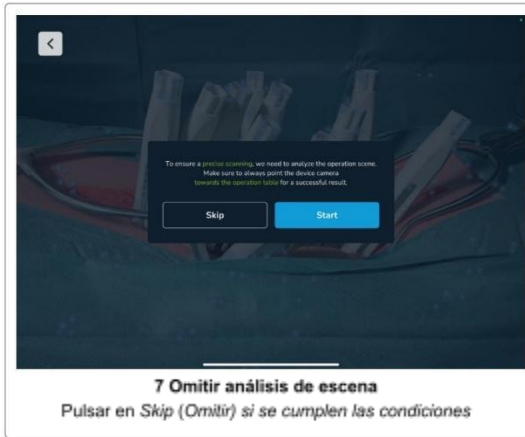 To ensure a precise scanning, we need to analyze the operation scene.
Make sure to always point the device camera
towards the operation table for a successful result.
Skip
Start
7 Omitir análisis de escena
Pulsar en Skip (Omitir) si se cumplen las condiciones